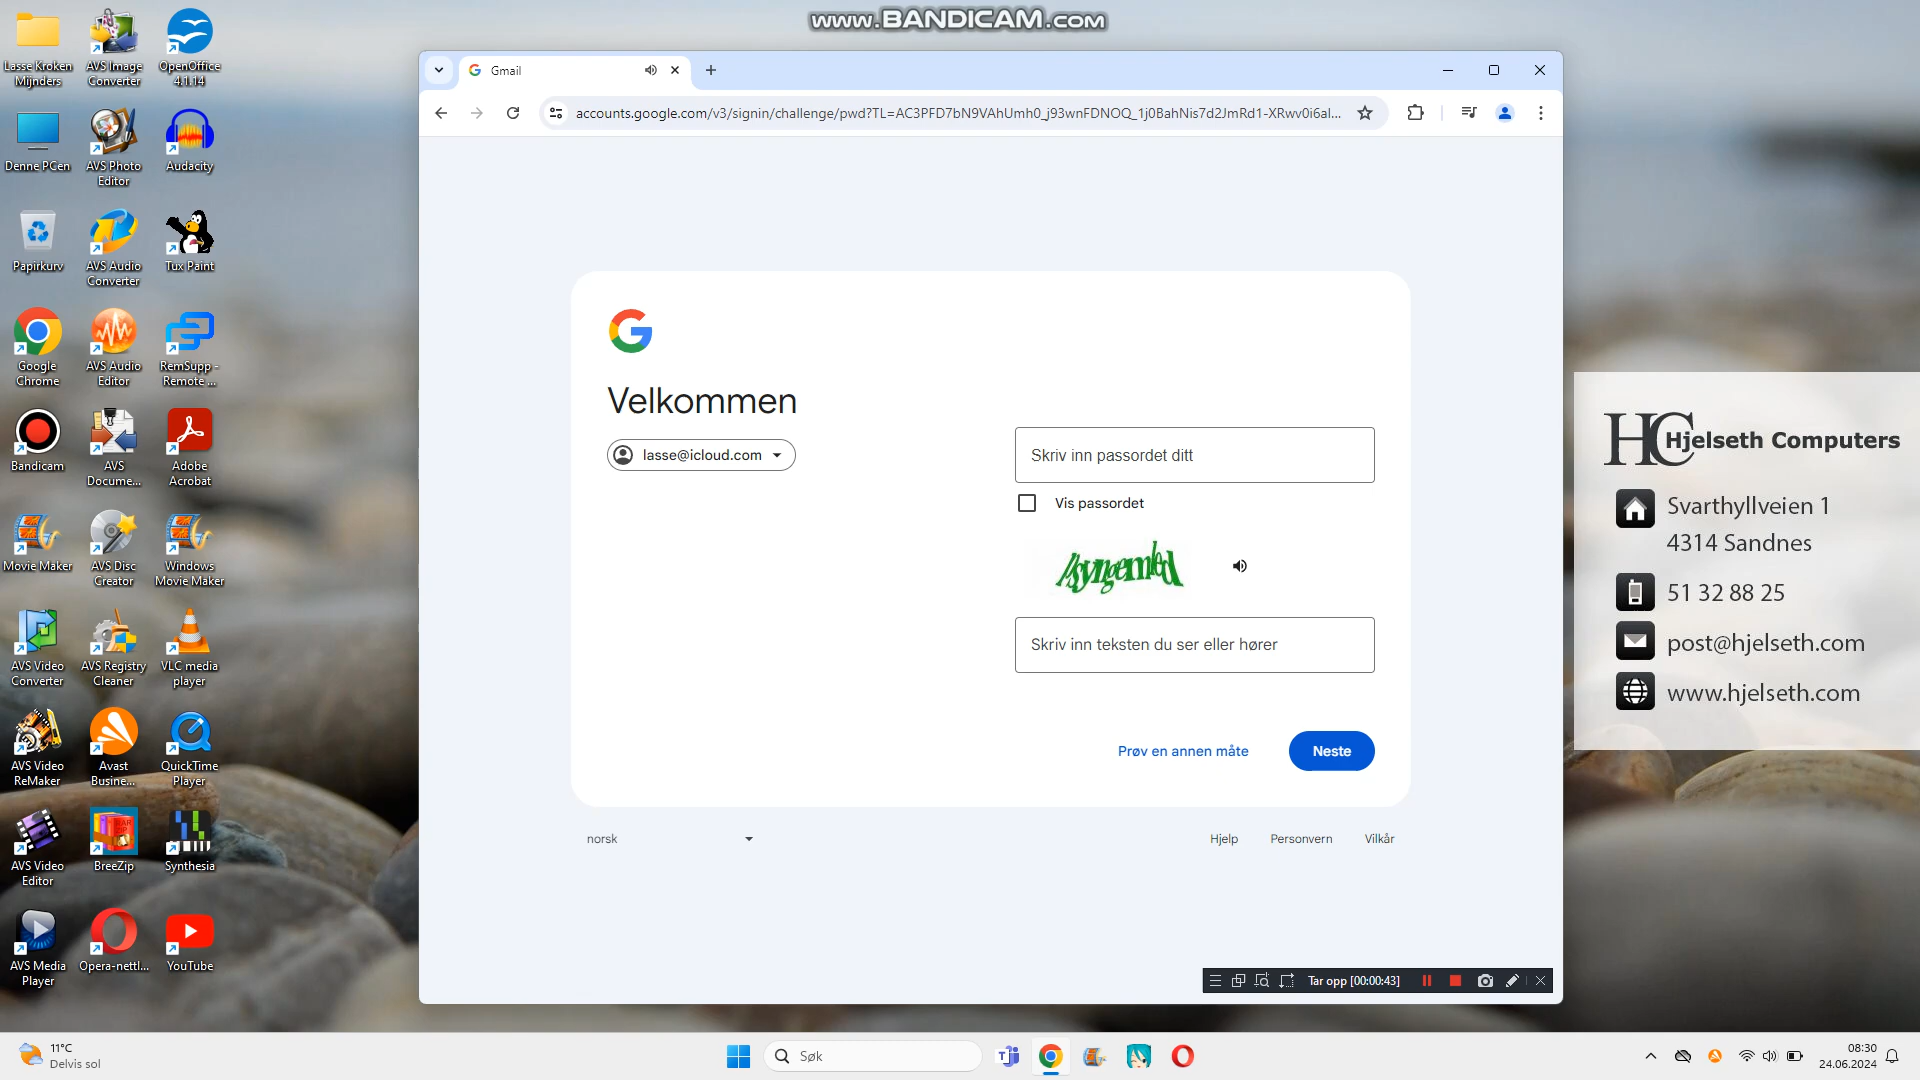 www.BANDICAM.com
Lasse Kroken
Mijnders
AVS Image
Converter
OpenOffice
4.1.14
Denne PCen
AVS Photo
Editor
Audacity
Papirkurv
AVS Audio
Converter
Tux Paint
Google
Chrome
AVS Audio
Editor
RemSupp -
Remote ...
Bandicam
AVS
Docume...
Adobe
Acrobat
Movie Maker
AVS Disc
Creator
Windows
Movie Maker
AVS Video
Converter
AVS Registry
Cleaner
VLC media
player
AVS Video
ReMaker
Avast
Busine...
QuickTime
Player
AVS Video
Editor
BreeZip
Synthesia
AVS Media
Player
Opera-nettl...
YouTube
Gmail
accounts.google.com/v3/signin/challenge/pwd?TL=AC3PFD7bN9VAhUmh0_j93wnFDNOQ_1j0BahNis7d2JmRd1-XRwv0i6al...
Velkommen
lasse@icloud.com
Skriv inn passordet ditt
Vis passordet
Skriv inn teksten du ser eller hører
Prøv en annen måte
Neste
norsk
Hjelp
Personvern
Vilkår
Tar opp [00:00:43]
HC Hjelseth Computers
Svarthyllveien 1
4314 Sandnes
51 32 88 25
post@hjelseth.com
www.hjelseth.com
11°C
Delvis sol
Søk
08:30
24.06.2024